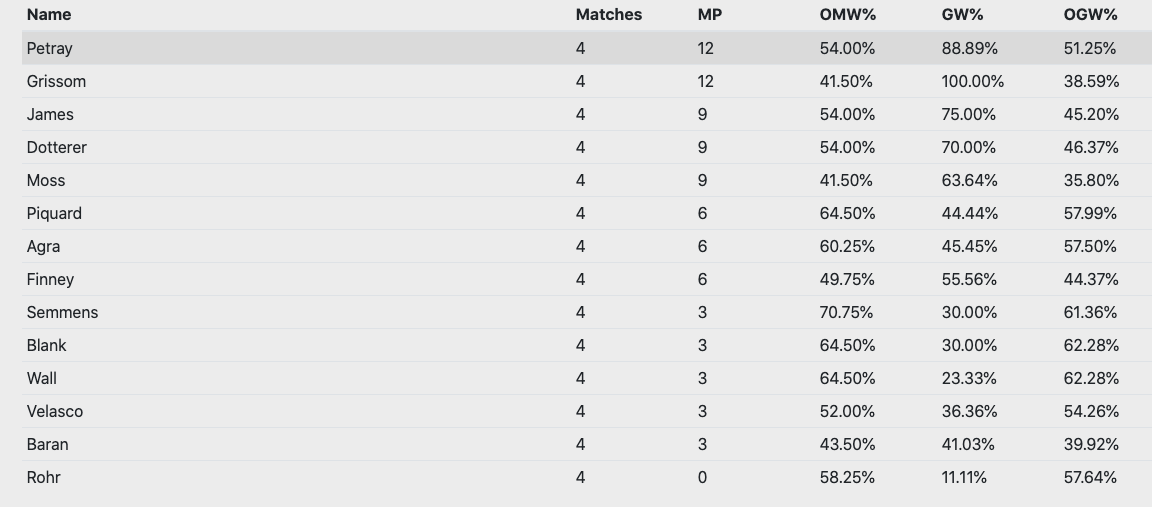 Name Matches MP OMW% GW% OGW%
Petray 4 12 54.00% 88.89% 51.25%
Grissom 4 12 41.50% 100.00% 38.59%
James 4 9 54.00% 75.00% 45.20%
Dotterer 4 9 54.00% 70.00% 46.37%
Moss 4 9 41.50% 63.64% 35.80%
Piquard 4 6 64.50% 44.44% 57.99%
Agra 4 6 60.25% 45.45% 57.50%
Finney 4 6 49.75% 55.56% 44.37%
Semmens 4 3 70.75% 30.00% 61.36%
Blank 4 3 64.50% 30.00% 62.28%
Wall 4 3 64.50% 23.33% 62.28%
Velasco 4 3 52.00% 36.36% 54.26%
Baran 4 3 43.50% 41.03% 39.92%
Rohr 4 0 58.25% 11.11% 57.64%